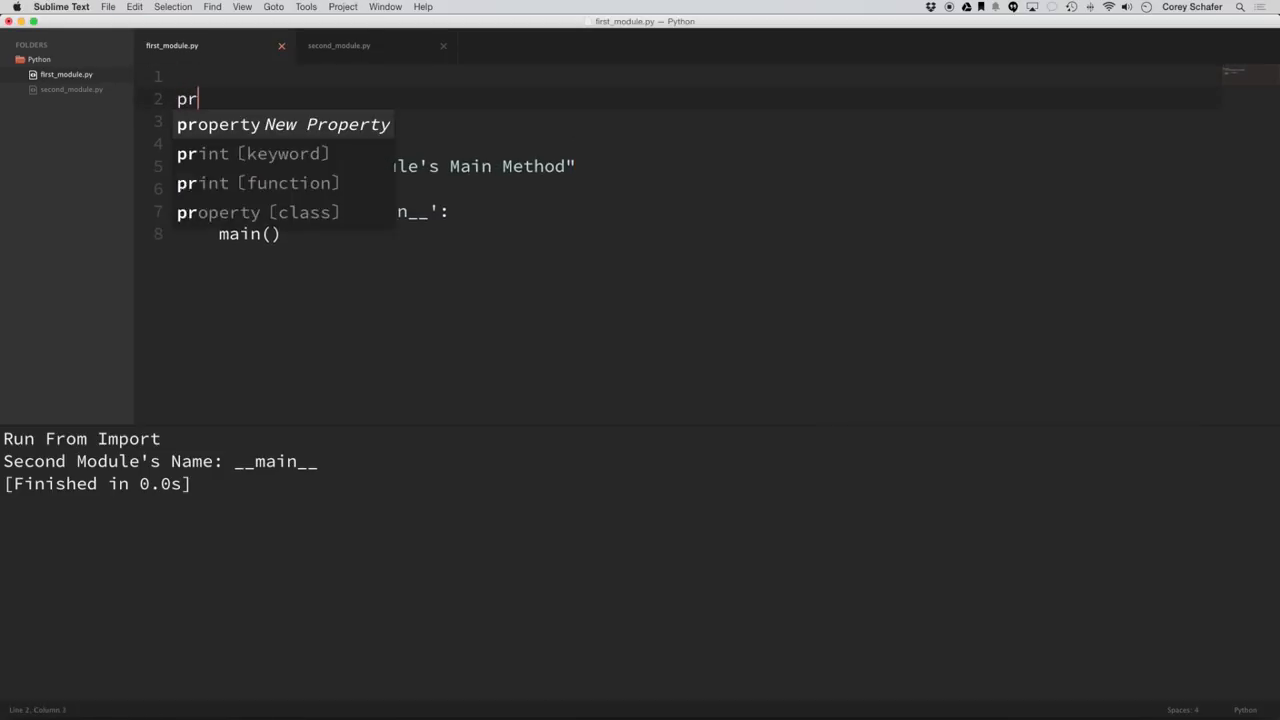 Sublime Text File Edit Selection Find View Goto Tools Project Window Help Corey Schafer
first_module.py — Python
FOLDERS
Python
first_module.py
second_module.py
first_module.py second_module.py
1
2 pr
3 property New Property
4 print [keyword]
5 ule's Main Method"
6 print [function]
7 property [class] n__':
8 main()
Run From Import
Second Module's Name: __main__
[Finished in 0.0s]
Line 2, Column 3 Spaces: 4 Python